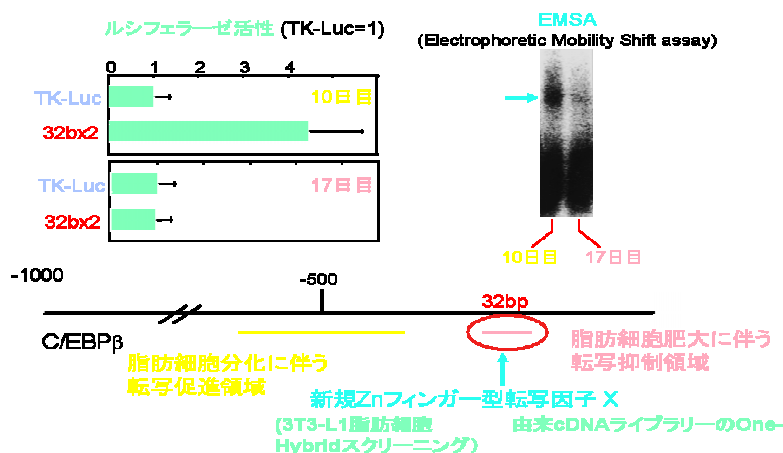 ルシフェラーゼ活性 (TK-Luc=1)
0 1 2 3 4
TK-Luc
10日目
32bx2
TK-Luc
17日目
32bx2
EMSA
(Electrophoretic Mobility Shift assay)
10日目 17日目
-1000
-500
32bp
C/EBPβ
脂肪細胞分化に伴う
転写促進領域
脂肪細胞肥大に伴う
転写抑制領域
新規Znフィンガー型転写因子 X
(3T3-L1脂肪細胞 由来cDNAライブラリーのOne-
Hybridスクリーニング)